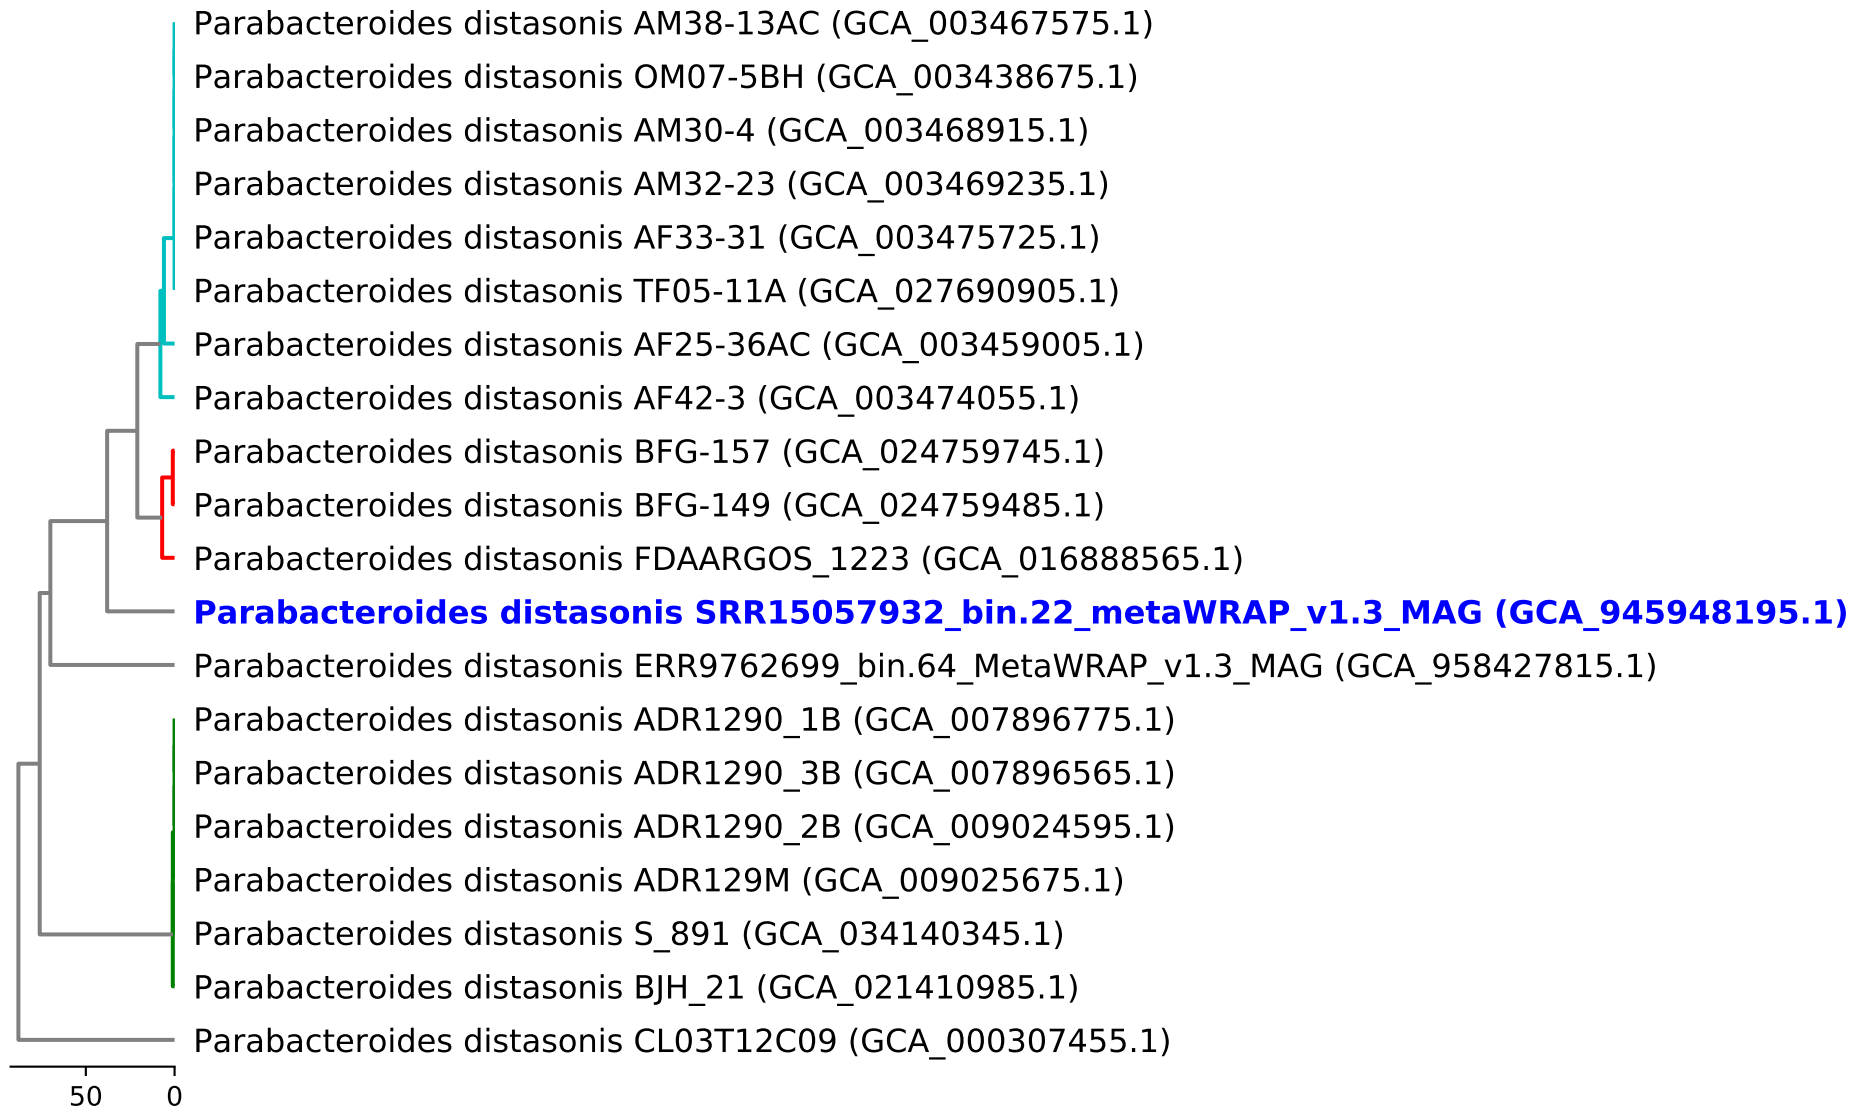 Parabacteroides distasonis AM38-13AC (GCA_003467575.1)
Parabacteroides distasonis OM07-5BH (GCA_003438675.1)
Parabacteroides distasonis AM30-4 (GCA_003468915.1)
Parabacteroides distasonis AM32-23 (GCA_003469235.1)
Parabacteroides distasonis AF33-31 (GCA_003475725.1)
Parabacteroides distasonis TF05-11A (GCA_027690905.1)
Parabacteroides distasonis AF25-36AC (GCA_003459005.1)
Parabacteroides distasonis AF42-3 (GCA_003474055.1)
Parabacteroides distasonis BFG-157 (GCA_024759745.1)
Parabacteroides distasonis BFG-149 (GCA_024759485.1)
Parabacteroides distasonis FDAARGOS_1223 (GCA_016888565.1)
Parabacteroides distasonis SRR15057932_bin.22_metaWRAP_v1.3_MAG (GCA_945948195.1)
Parabacteroides distasonis ERR9762699_bin.64_MetaWRAP_v1.3_MAG (GCA_958427815.1)
Parabacteroides distasonis ADR1290_1B (GCA_007896775.1)
Parabacteroides distasonis ADR1290_3B (GCA_007896565.1)
Parabacteroides distasonis ADR1290_2B (GCA_009024595.1)
Parabacteroides distasonis ADR129M (GCA_009025675.1)
Parabacteroides distasonis S_891 (GCA_034140345.1)
Parabacteroides distasonis BJH_21 (GCA_021410985.1)
Parabacteroides distasonis CL03T12C09 (GCA_000307455.1)
50 0